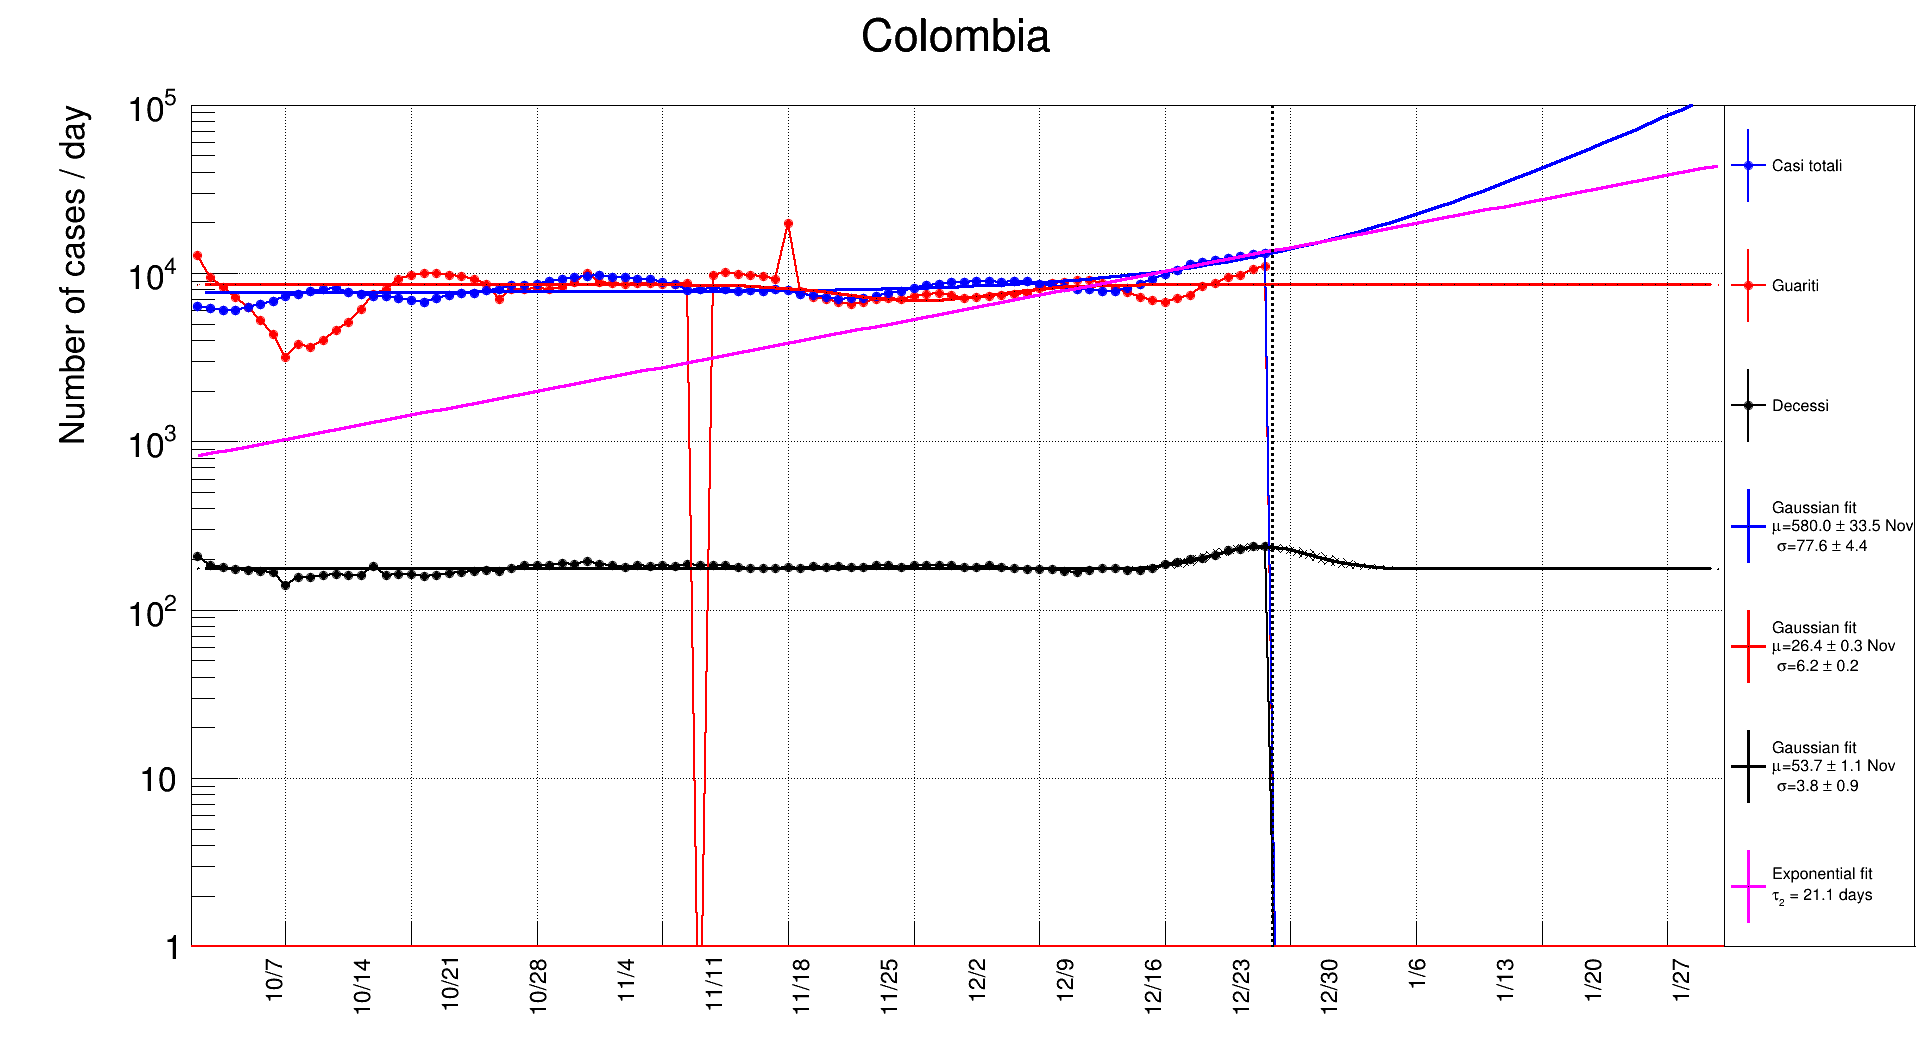 Colombia
Number of cases / day
10^5
10^4
10^3
10^2
10
1
10/7
10/14
10/21
10/28
11/4
11/11
11/18
11/25
12/2
12/9
12/16
12/23
12/30
1/6
1/13
1/20
1/27
Casi totali
Guariti
Decessi
Gaussian fit
μ=580.0 ± 33.5 Nov
σ=77.6 ± 4.4
Gaussian fit
μ=26.4 ± 0.3 Nov
σ=6.2 ± 0.2
Gaussian fit
μ=53.7 ± 1.1 Nov
σ=3.8 ± 0.9
Exponential fit
τ₂ = 21.1 days